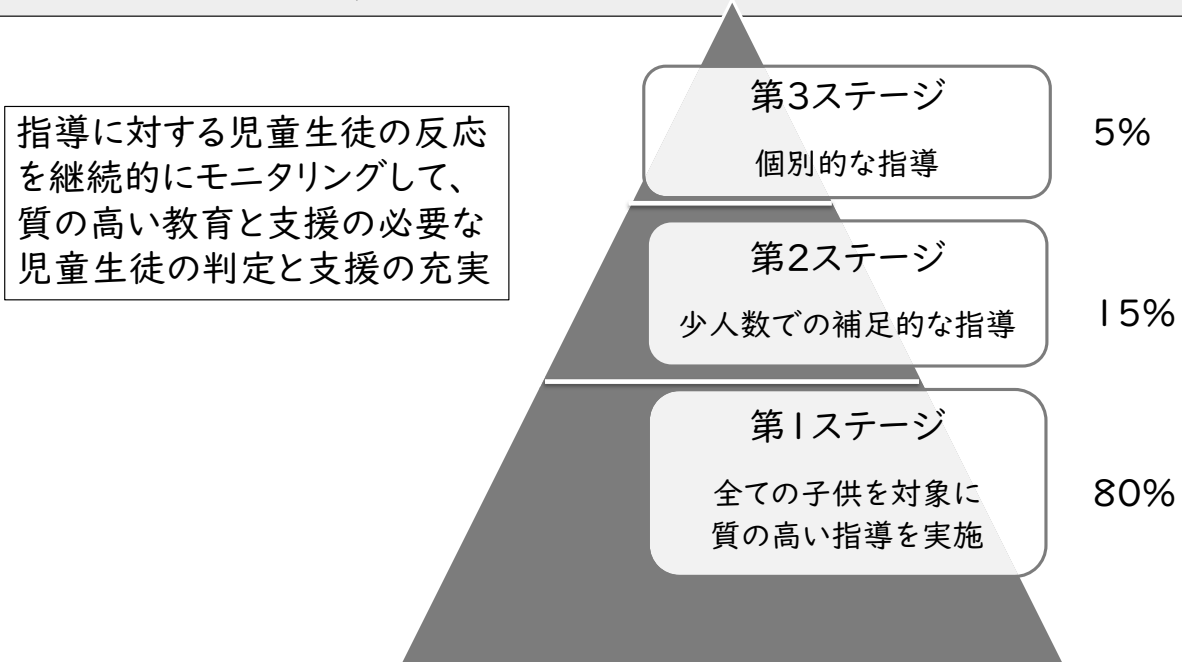 指導に対する児童生徒の反応
を継続的にモニタリングして、
質の高い教育と支援の必要な
児童生徒の判定と支援の充実
第3ステージ
個別的な指導
5%
第2ステージ
少人数での補足的な指導
15%
第1ステージ
全ての子供を対象に
質の高い指導を実施
80%